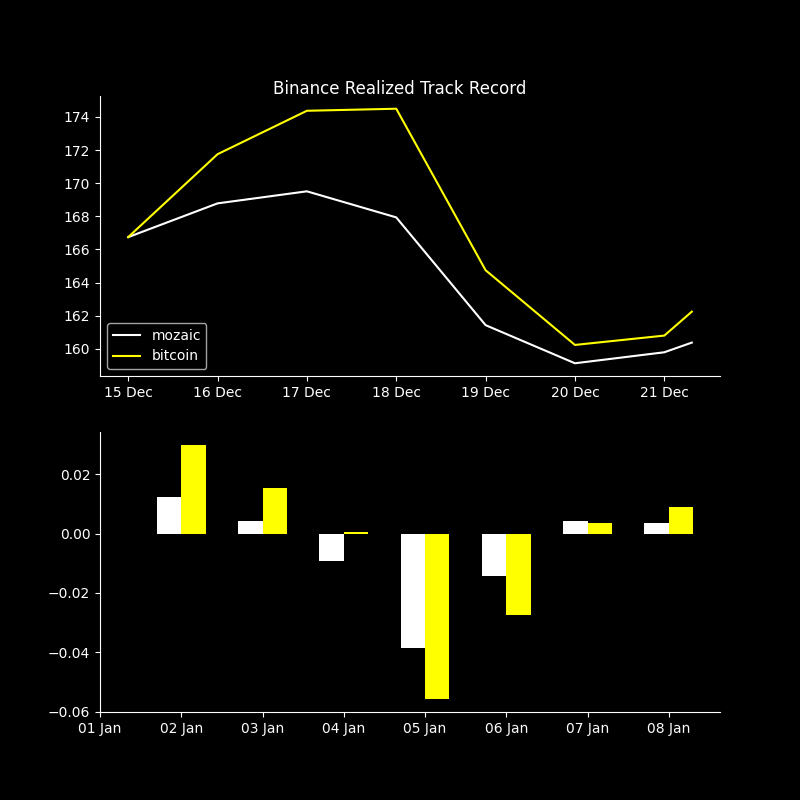 Binance Realized Track Record
174
172
170
168
166
164
162
160
mozaic
bitcoin
15 Dec 16 Dec 17 Dec 18 Dec 19 Dec 20 Dec 21 Dec
0.02
0.00
−0.02
−0.04
−0.06
01 Jan 02 Jan 03 Jan 04 Jan 05 Jan 06 Jan 07 Jan 08 Jan